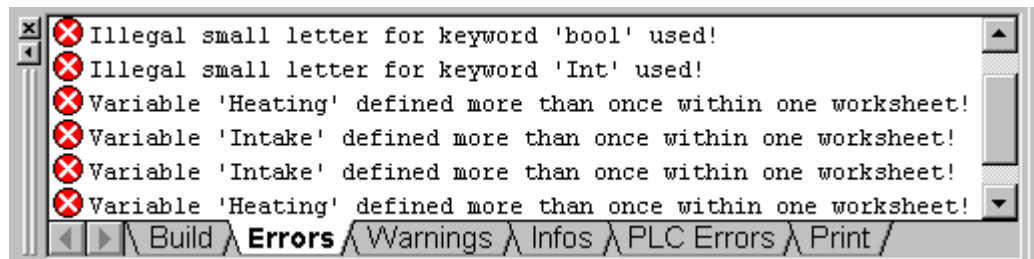 Illegal small letter for keyword 'bool' used!
Illegal small letter for keyword 'Int' used!
Variable 'Heating' defined more than once within one worksheet!
Variable 'Intake' defined more than once within one worksheet!
Variable 'Intake' defined more than once within one worksheet!
Variable 'Heating' defined more than once within one worksheet!
Build Errors Warnings Infos PLC Errors Print